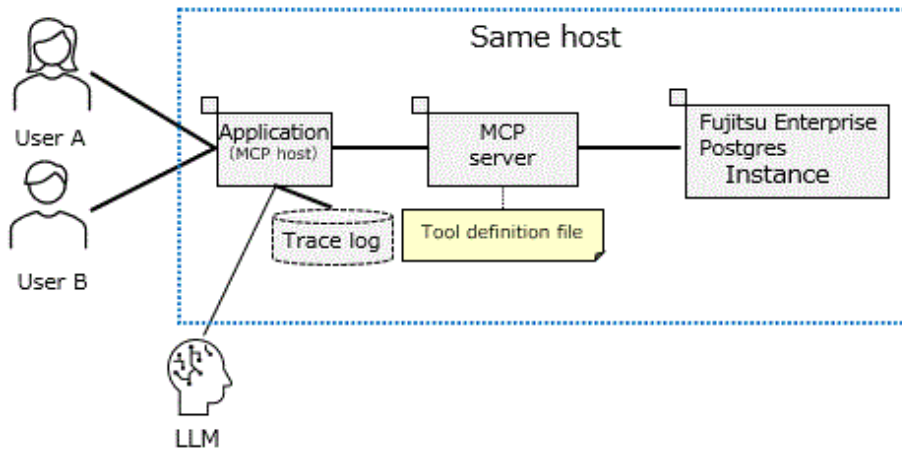 Same host
User A
Application
(MCP host)
MCP
server
Fujitsu Enterprise
Postgres
Instance
Trace log
Tool definition file
User B
LLM